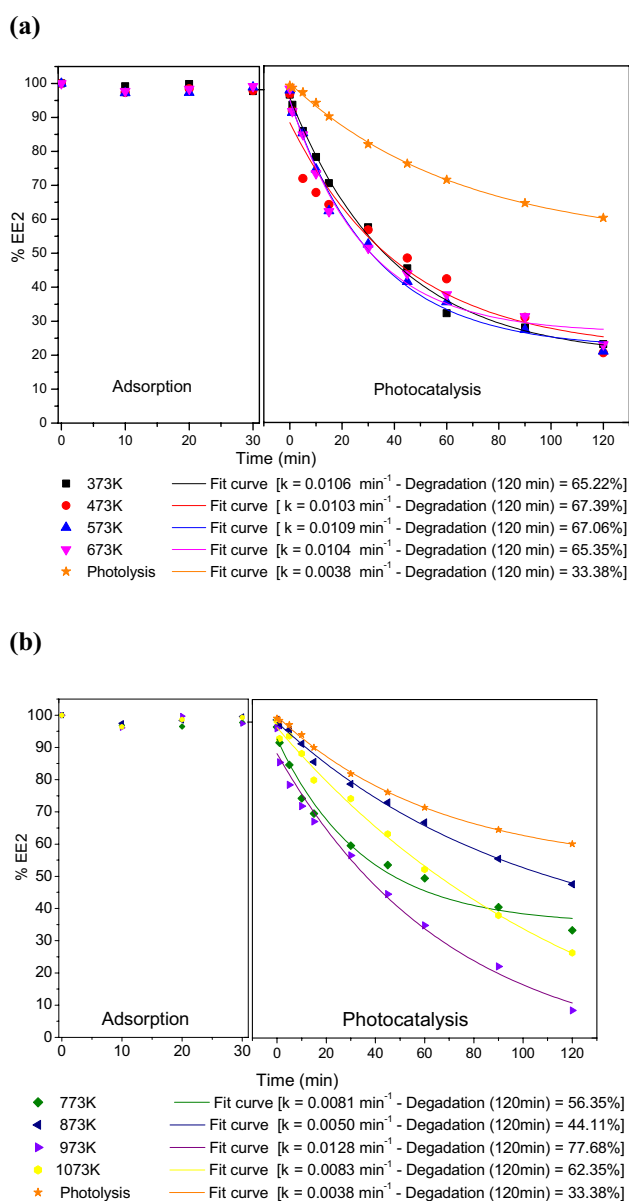 (a)
100
90
80
70
60
50
40
30
20
10
0
% EE2
Adsorption
Photocatalysis
0 10 20 30 0 20 40 60 80 100 120
Time (min)
373K Fit curve [k = 0.0106 min-1 - Degradation (120 min) = 65.22%]
473K Fit curve [ k = 0.0103 min-1 - Degradation (120 min) = 67.39%]
573K Fit curve [ k = 0.0109 min-1 - Degradation (120 min) = 67.06%]
673K Fit curve [k = 0.0104 min-1 - Degradation (120 min) = 65.35%]
Photolysis Fit curve [k = 0.0038 min-1 - Degradation (120 min) = 33.38%]
(b)
100
90
80
70
60
50
40
30
20
10
0
% EE2
Adsorption
Photocatalysis
0 10 20 30 0 20 40 60 80 100 120
Time (min)
773K Fit curve [k = 0.0081 min-1 - Degadation (120min) = 56.35%]
873K Fit curve [k = 0.0050 min-1 - Degadation (120min) = 44.11%]
973K Fit curve [k = 0.0128 min-1 - Degadation (120min) = 77.68%]
1073K Fit curve [k = 0.0083 min-1 - Degadation (120min) = 62.35%]
Photolysis Fit curve [k = 0.0038 min-1 - Degadation (120min) = 33.38%]